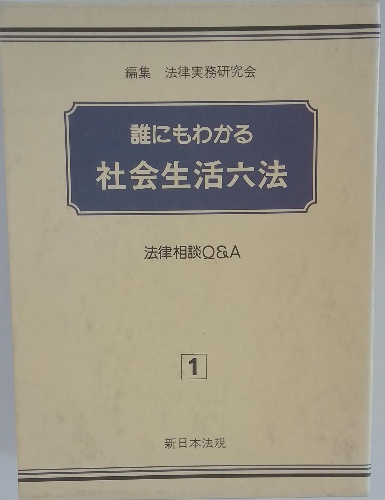 編集 法律実務研究会
誰にもわかる
社会生活六法
法律相談Q&A
1
新日本法規